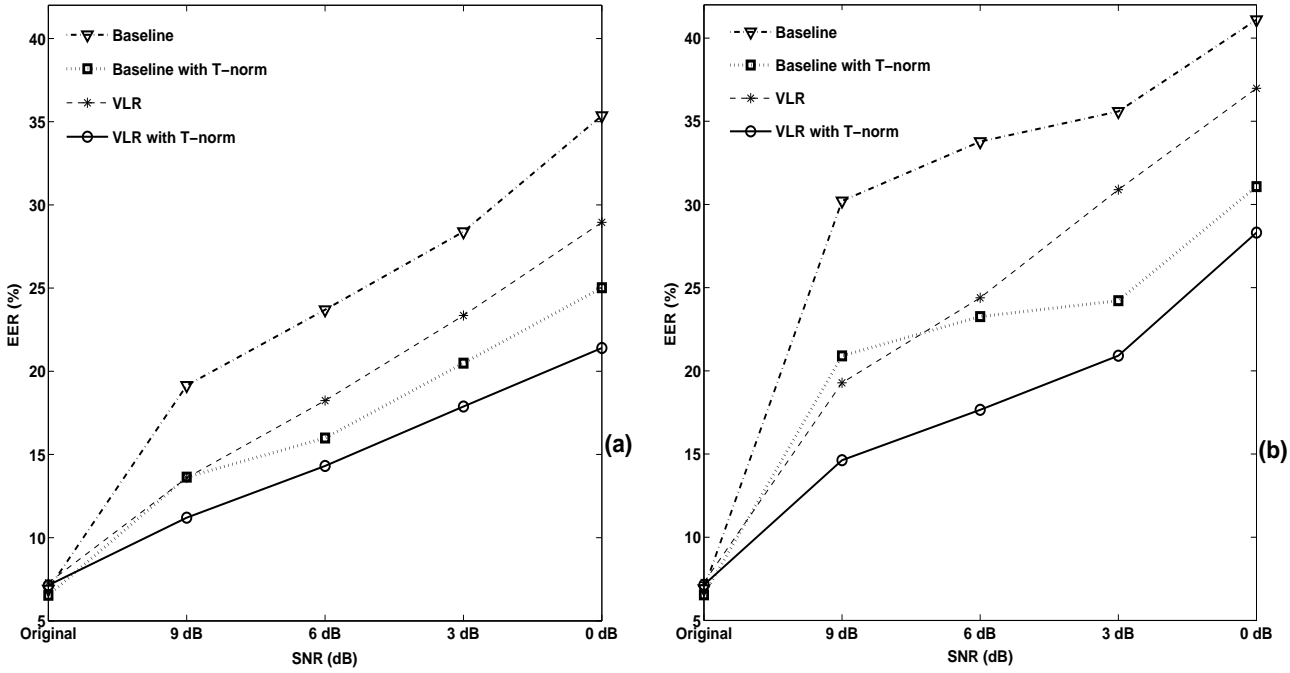 40
35
30
25
20
15
10
5
EER (%)
Baseline
Baseline with T−norm
VLR
VLR with T−norm
(a)
Original
9 dB
6 dB
3 dB
0 dB
SNR (dB)
40
35
30
25
20
15
10
5
EER (%)
Baseline
Baseline with T−norm
VLR
VLR with T−norm
(b)
Original
9 dB
6 dB
3 dB
0 dB
SNR (dB)